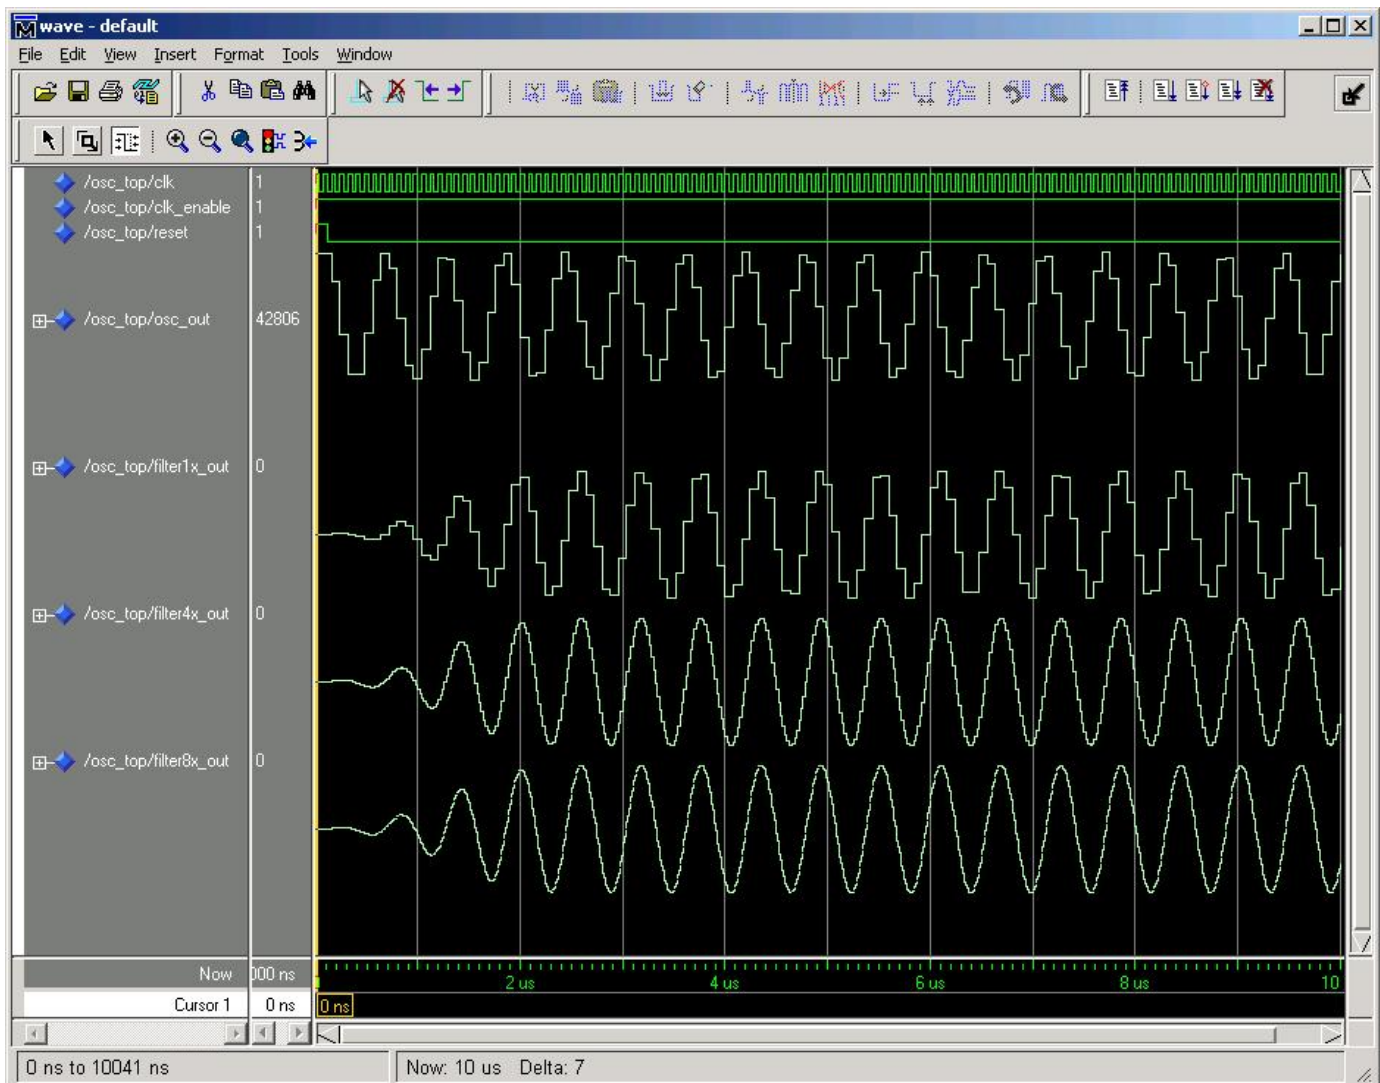 wave - default
File Edit View Insert Format Tools Window
/osc_top/clk 1
/osc_top/clk_enable 1
/osc_top/reset 1
/osc_top/osc_out 42806
/osc_top/filter1x_out 0
/osc_top/filter4x_out 0
/osc_top/filter8x_out 0
Now 000 ns 2 us 4 us 6 us 8 us 10
Cursor 1 0 ns 0 ns
0 ns to 10041 ns Now: 10 us Delta: 7